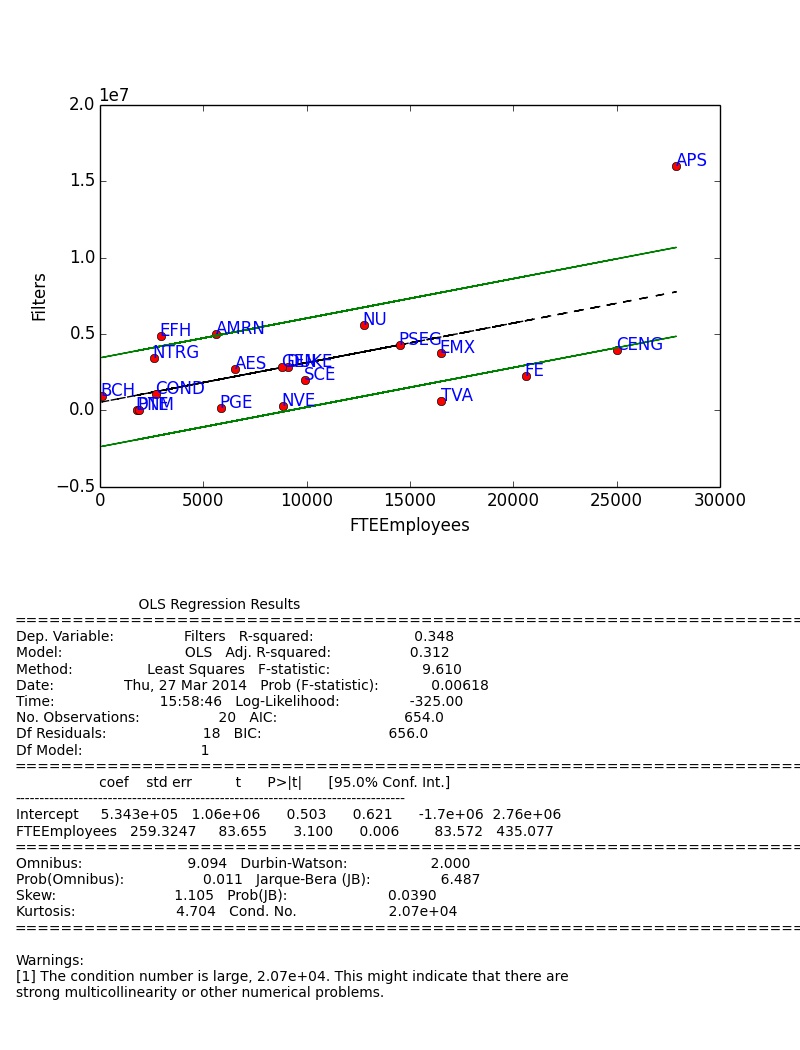 1e7
2.0
APS
1.5
1.0
Filters
NU
0.5
EFH
AMRN
PSEG
EMX
NTRG
CENG
AES
SCE
FE
BCH
COND
TVA
PGE
NVE
0.0
−0.5
0 5000 10000 15000 20000 25000 30000
FTEEmployees
OLS Regression Results
==============================================================================
Dep. Variable: Filters R-squared: 0.348
Model: OLS Adj. R-squared: 0.312
Method: Least Squares F-statistic: 9.610
Date: Thu, 27 Mar 2014 Prob (F-statistic): 0.00618
Time: 15:58:46 Log-Likelihood: -325.00
No. Observations: 20 AIC: 654.0
Df Residuals: 18 BIC: 656.0
Df Model: 1
==============================================================================
coef std err t P>|t| [95.0% Conf. Int.]
------------------------------------------------------------------------------
Intercept 5.343e+05 1.06e+06 0.503 0.621 -1.7e+06 2.76e+06
FTEEmployees 259.3247 83.655 3.100 0.006 83.572 435.077
==============================================================================
Omnibus: 9.094 Durbin-Watson: 2.000
Prob(Omnibus): 0.011 Jarque-Bera (JB): 6.487
Skew: 1.105 Prob(JB): 0.0390
Kurtosis: 4.704 Cond. No. 2.07e+04
==============================================================================
Warnings:
[1] The condition number is large, 2.07e+04. This might indicate that there are
strong multicollinearity or other numerical problems.